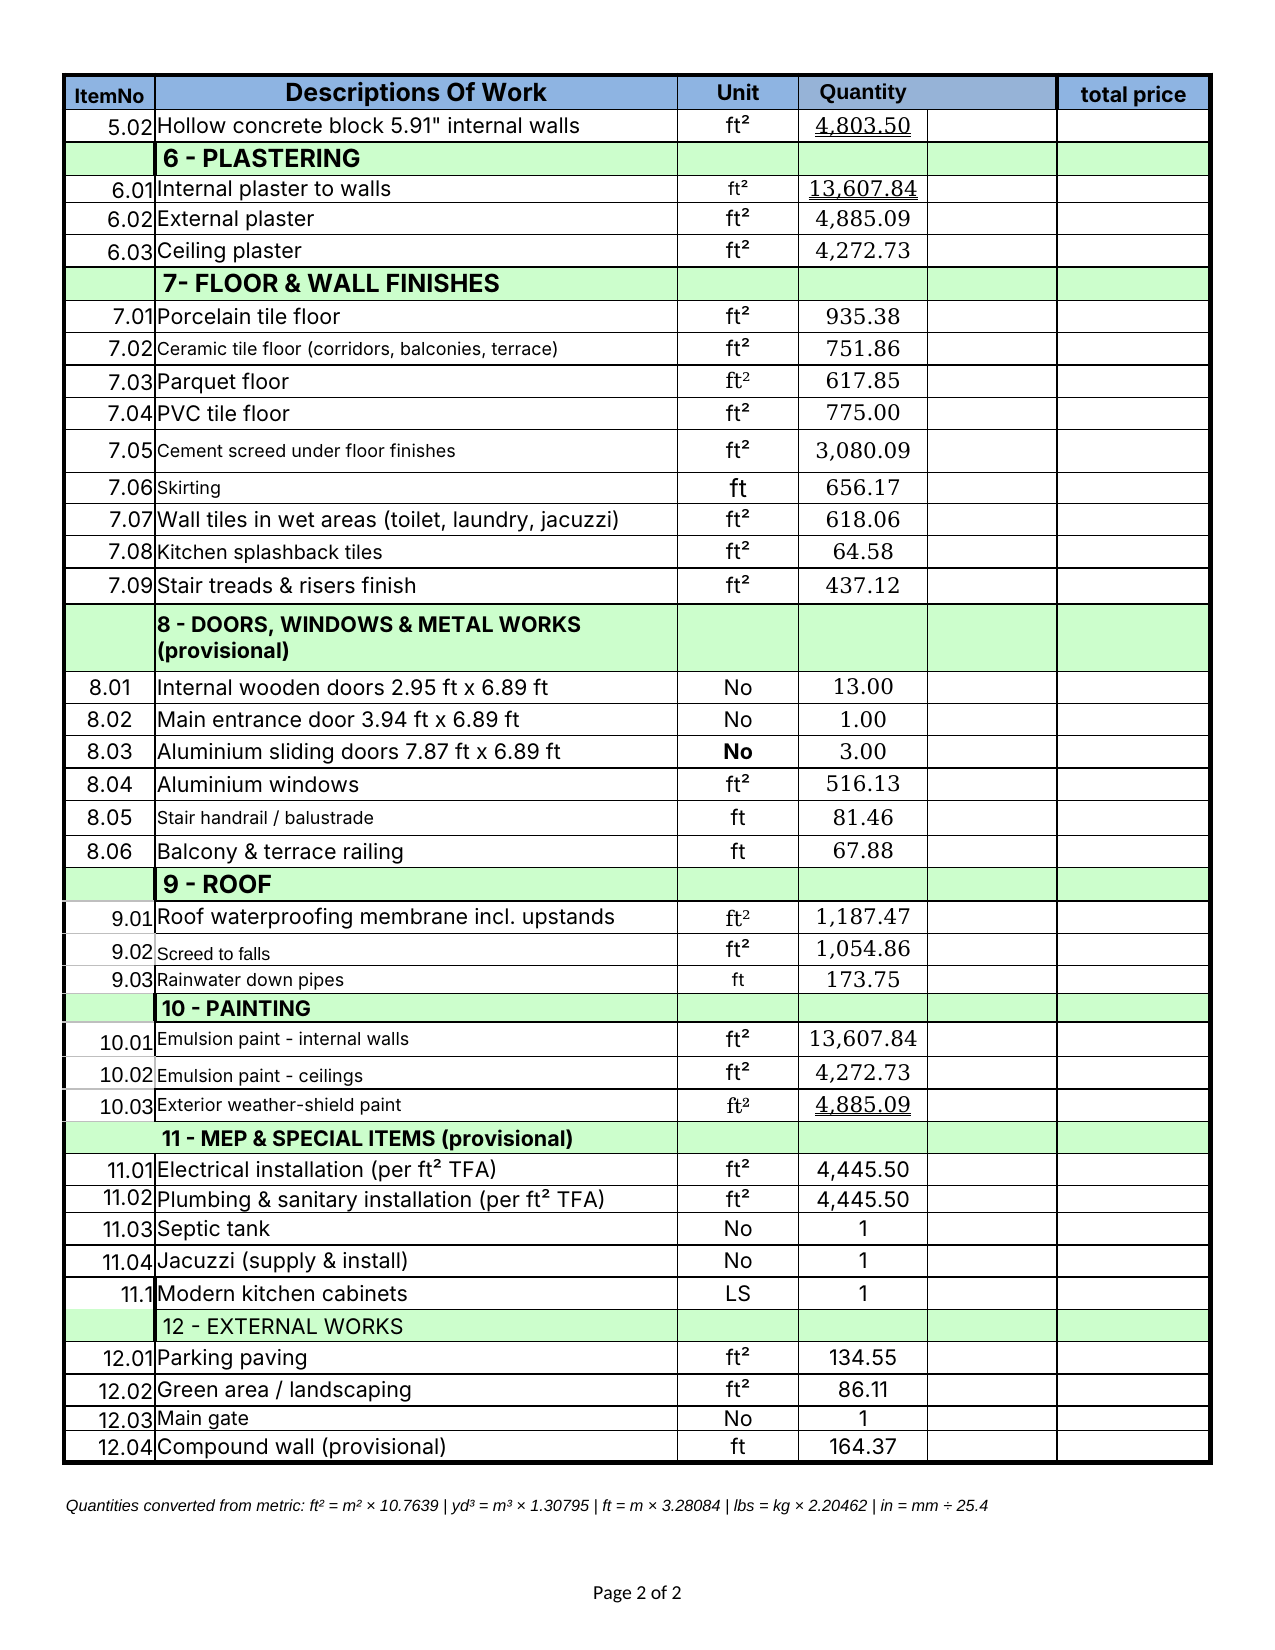 ItemNo Descriptions Of Work Unit Quantity total price
5.02 Hollow concrete block 5.91" internal walls ft² 4,803.50
6 - PLASTERING
6.01 Internal plaster to walls ft² 13,607.84
6.02 External plaster ft² 4,885.09
6.03 Ceiling plaster ft² 4,272.73
7- FLOOR & WALL FINISHES
7.01 Porcelain tile floor ft² 935.38
7.02 Ceramic tile floor (corridors, balconies, terrace) ft² 751.86
7.03 Parquet floor ft² 617.85
7.04 PVC tile floor ft² 775.00
7.05 Cement screed under floor finishes ft² 3,080.09
7.06 Skirting ft 656.17
7.07 Wall tiles in wet areas (toilet, laundry, jacuzzi) ft² 618.06
7.08 Kitchen splashback tiles ft² 64.58
7.09 Stair treads & risers finish ft² 437.12
8 - DOORS, WINDOWS & METAL WORKS
(provisional)
8.01 Internal wooden doors 2.95 ft x 6.89 ft No 13.00
8.02 Main entrance door 3.94 ft x 6.89 ft No 1.00
8.03 Aluminium sliding doors 7.87 ft x 6.89 ft No 3.00
8.04 Aluminium windows ft² 516.13
8.05 Stair handrail / balustrade ft 81.46
8.06 Balcony & terrace railing ft 67.88
9 - ROOF
9.01 Roof waterproofing membrane incl. upstands ft² 1,187.47
9.02 Screed to falls ft² 1,054.86
9.03 Rainwater down pipes ft 173.75
10 - PAINTING
10.01 Emulsion paint - internal walls ft² 13,607.84
10.02 Emulsion paint - ceilings ft² 4,272.73
10.03 Exterior weather-shield paint ft² 4,885.09
11 - MEP & SPECIAL ITEMS (provisional)
11.01 Electrical installation (per ft² TFA) ft² 4,445.50
11.02 Plumbing & sanitary installation (per ft² TFA) ft² 4,445.50
11.03 Septic tank No 1
11.04 Jacuzzi (supply & install) No 1
11.1 Modern kitchen cabinets LS 1
12 - EXTERNAL WORKS
12.01 Parking paving ft² 134.55
12.02 Green area / landscaping ft² 86.11
12.03 Main gate No 1
12.04 Compound wall (provisional) ft 164.37
Quantities converted from metric: ft² = m² × 10.7639 | yd³ = m³ × 1.30795 | ft = m × 3.28084 | lbs = kg × 2.20462 | in = mm ÷ 25.4
Page 2 of 2